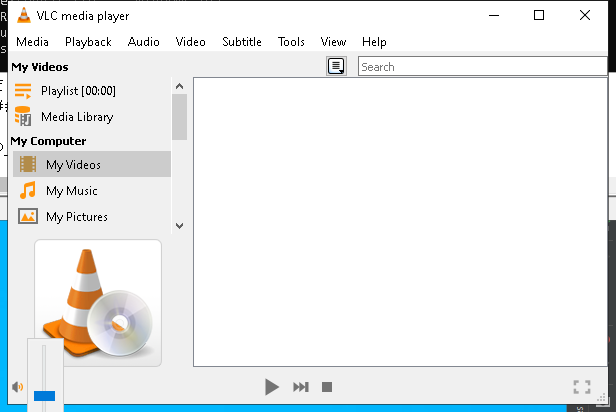 VLC media player
Media Playback Audio Video Subtitle Tools View Help
My Videos
Search
Playlist [00:00]
Media Library
My Computer
My Videos
My Music
My Pictures